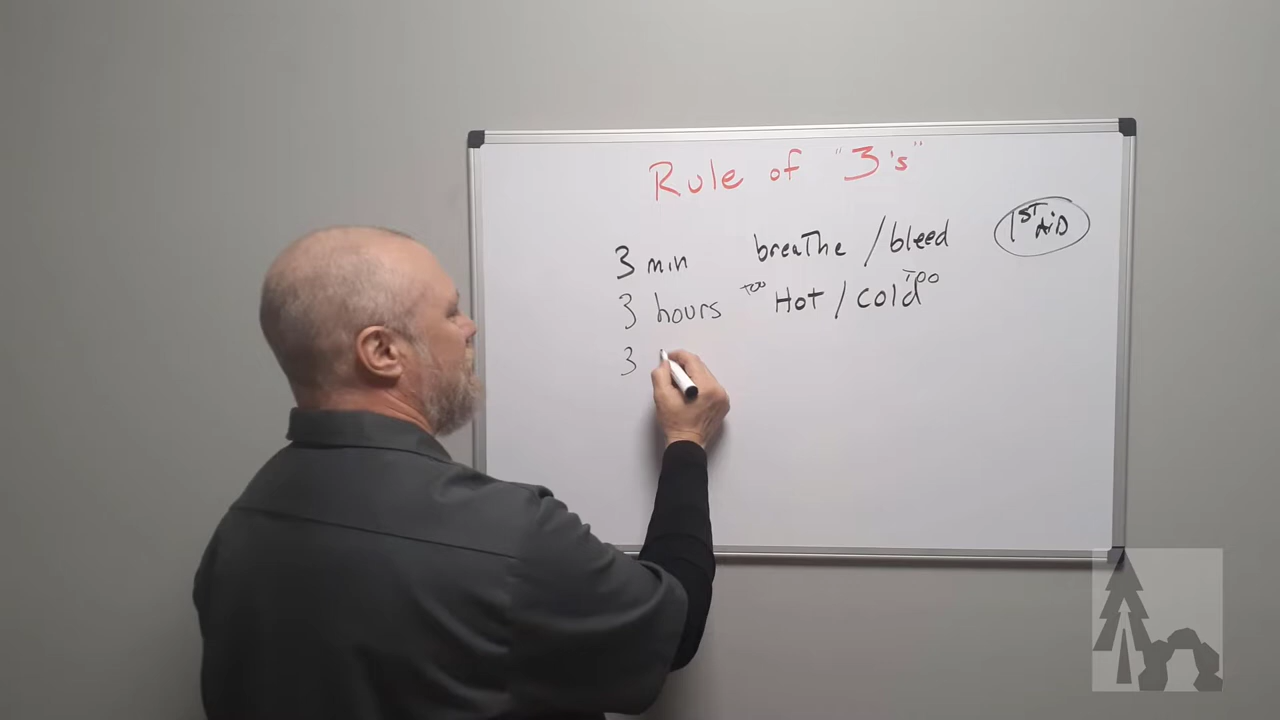 Rule of "3's"
3 min breathe / bleed 1ST AiD
3 hours too Hot / Cold Too
3